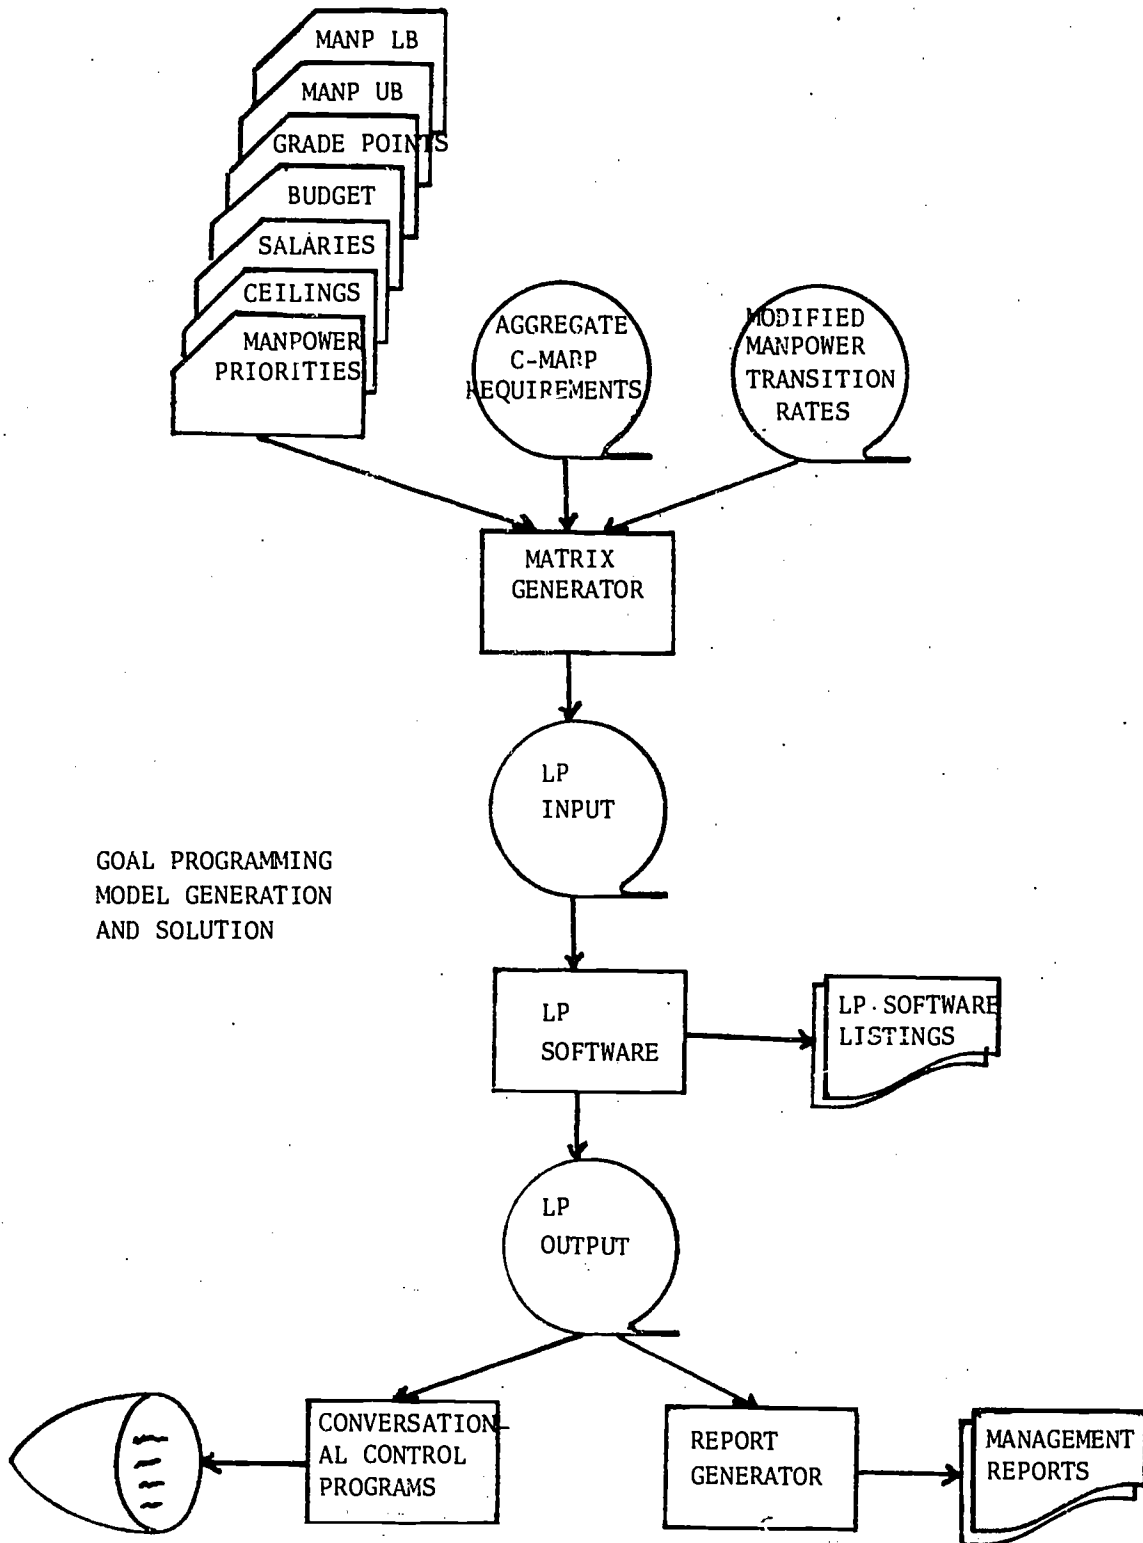 MANP LB
MANP UB
GRADE POINTS
BUDGET
SALARIES
CEILINGS
MANPOWER
PRIORITIES
AGGREGATE
C-MARP
REQUIREMENTS
MODIFIED
MANPOWER
TRANSITION
RATES
MATRIX
GENERATOR
LP
INPUT
GOAL PROGRAMMING
MODEL GENERATION
AND SOLUTION
LP
SOFTWARE
LP SOFTWARE
LISTINGS
LP
OUTPUT
CONVERSATION-
AL CONTROL
PROGRAMS
REPORT
GENERATOR
MANAGEMENT
REPORTS